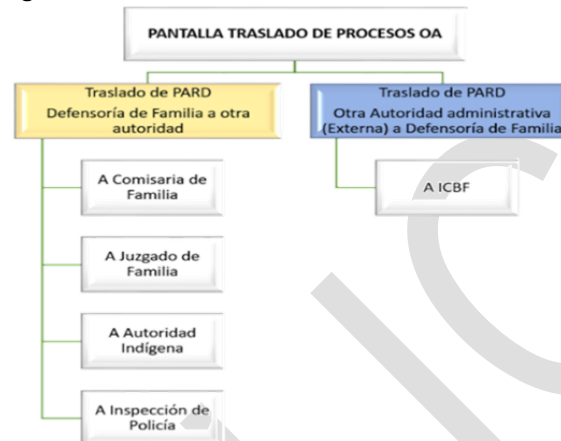 PANTALLA TRASLADO DE PROCESOS OA
Traslado de PARD
Defensoría de Familia a otra
autoridad
A Comisaria de
Familia
A Juzgado de
Familia
A Autoridad
Indígena
A Inspección de
Policía
Traslado de PARD
Otra Autoridad administrativa
(Externa) a Defensoría de Familia
A ICBF